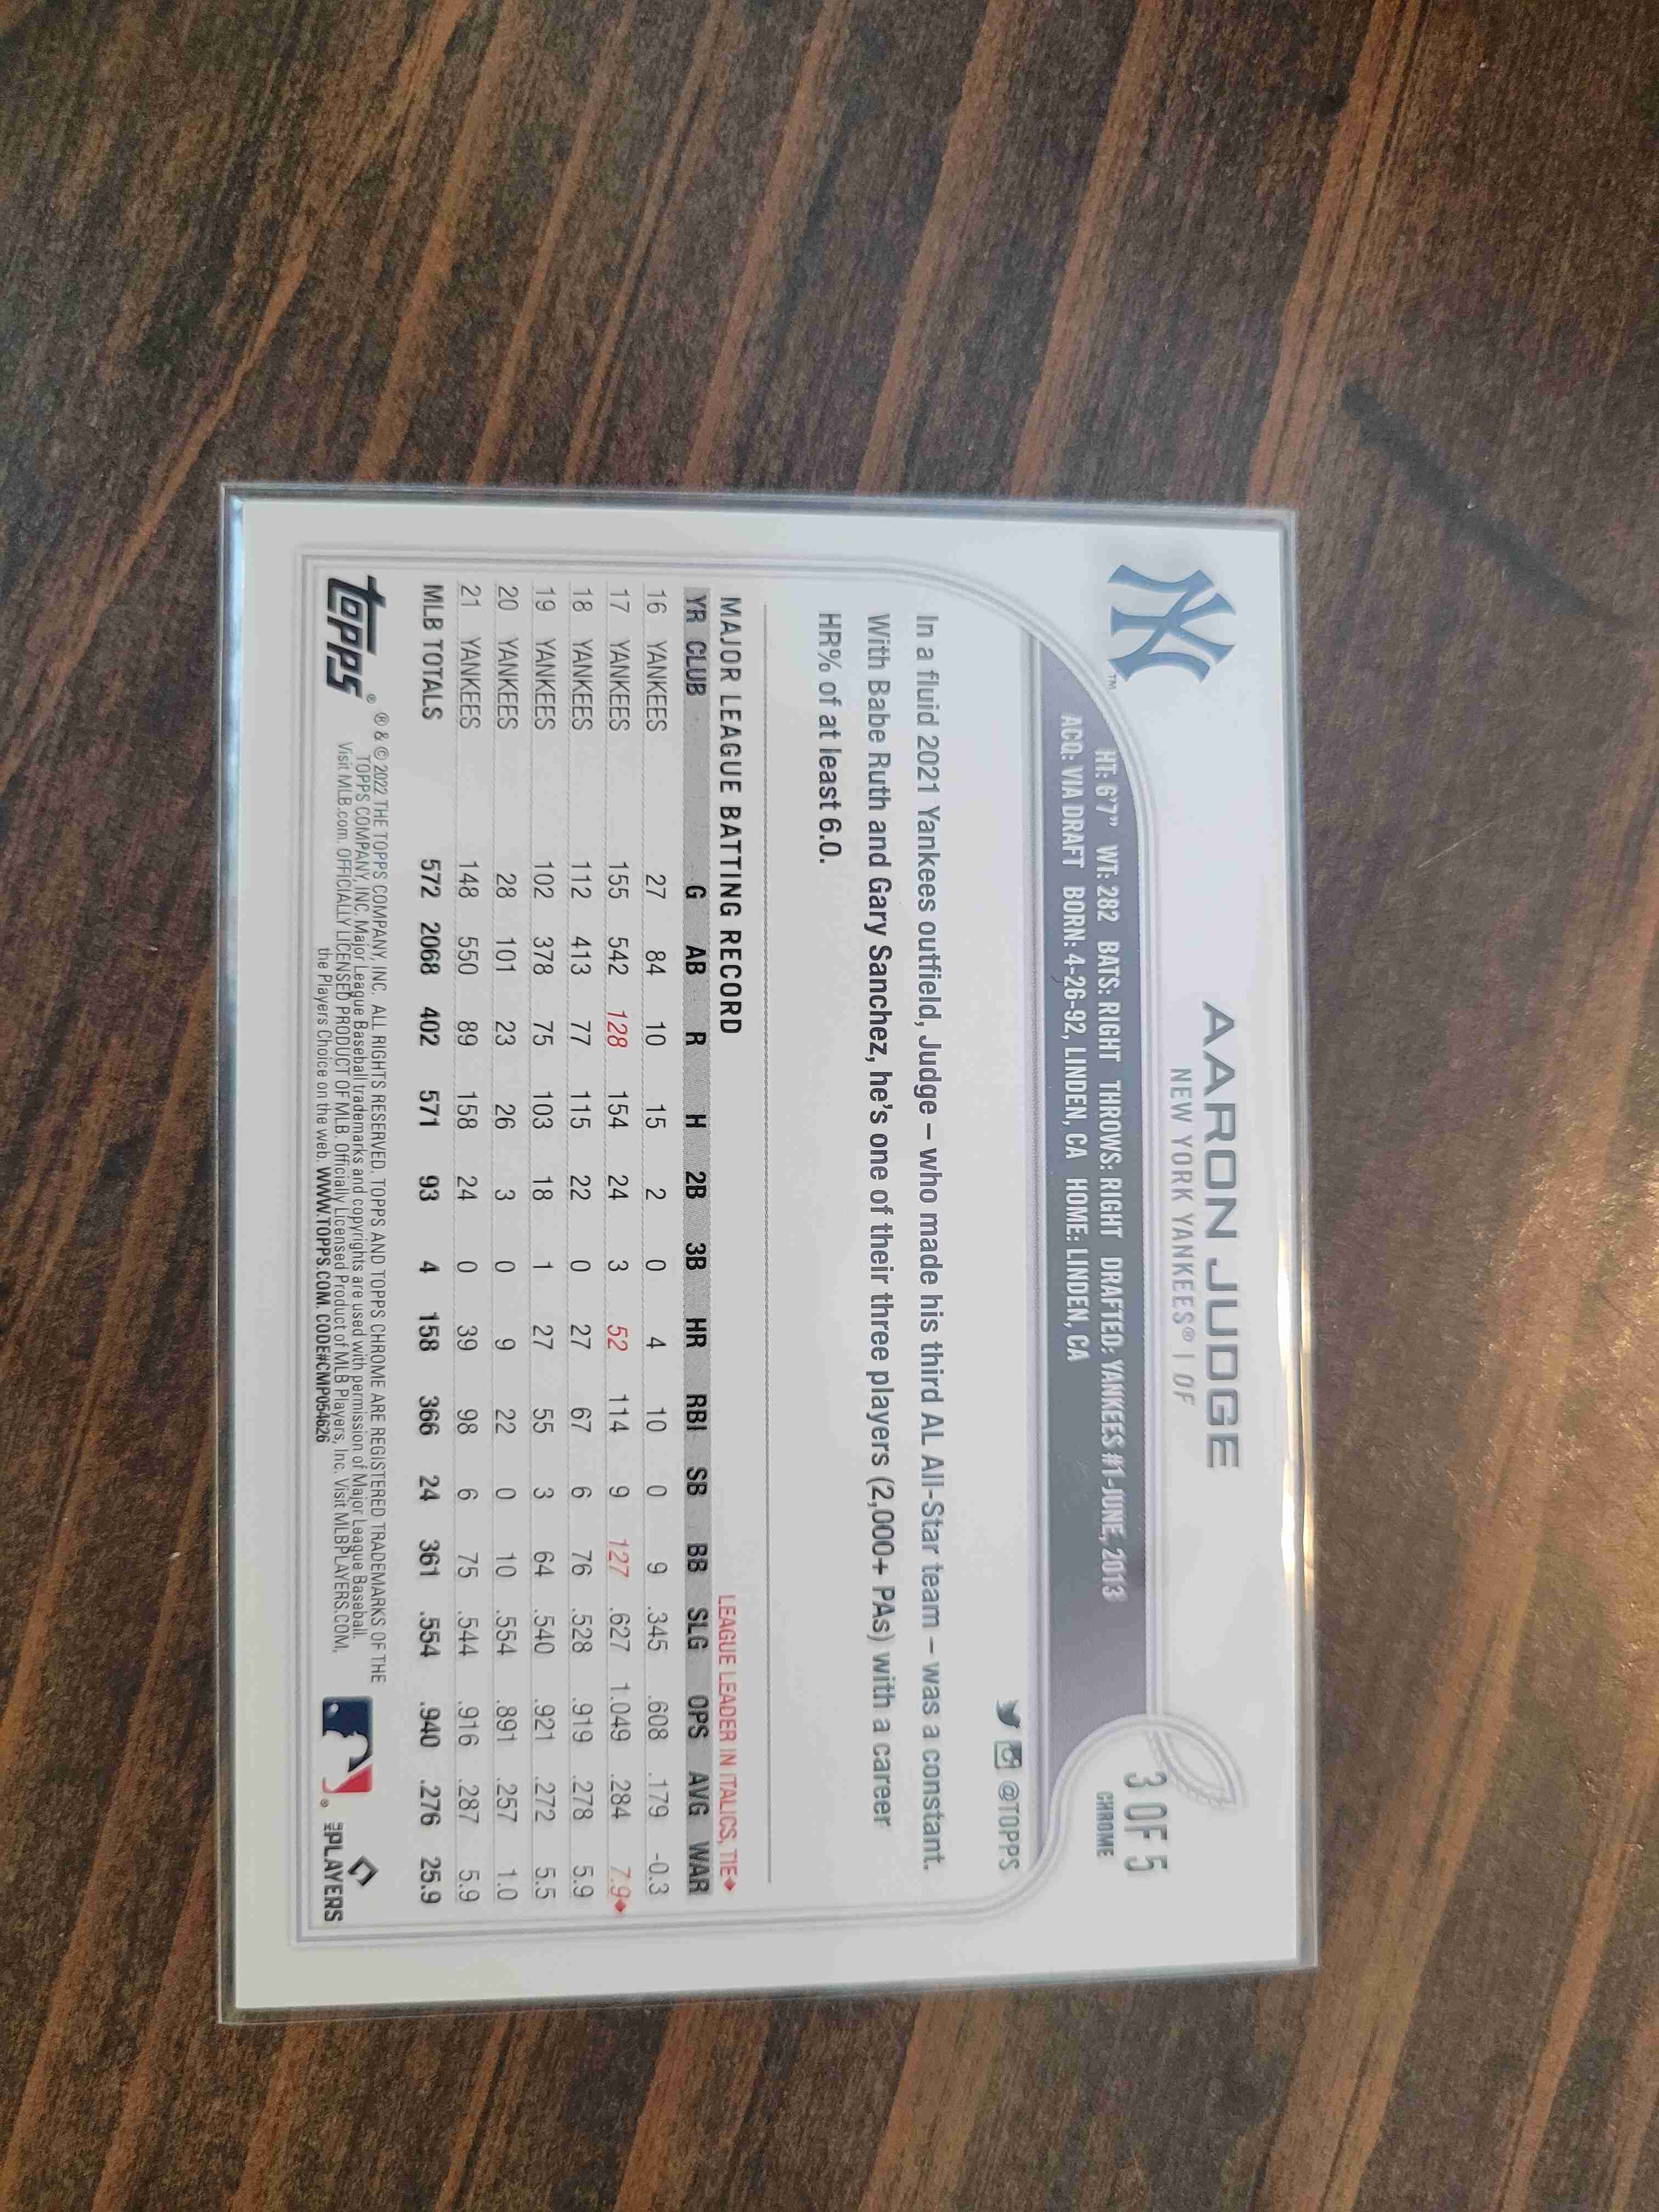 AARON JUDGE
NEW YORK YANKEES® | OF
3 OF 5
CHROME
NY™
HT: 6'7" WT: 282 BATS: RIGHT THROWS: RIGHT DRAFTED: YANKEES #1-JUNE, 2013
ACQ: VIA DRAFT BORN: 4-26-92, LINDEN, CA HOME: LINDEN, CA
@TOPPS
In a fluid 2021 Yankees outfield, Judge – who made his third AL All-Star team – was a constant.
With Babe Ruth and Gary Sanchez, he's one of their three players (2,000+ PAs) with a career
HR% of at least 6.0.
MAJOR LEAGUE BATTING RECORD LEAGUE LEADER IN ITALICS, TIE♦
YR CLUB G AB R H 2B 3B HR RBI SB BB SLG OPS AVG WAR
16 YANKEES 27 84 10 15 2 0 4 10 0 9 .345 .608 .179 -0.3
17 YANKEES 155 542 128 154 24 3 52 114 9 127 .627 1.049 .284 7.9♦
18 YANKEES 112 413 77 115 22 0 27 67 6 76 .528 .919 .278 5.9
19 YANKEES 102 378 75 103 18 1 27 55 3 64 .540 .921 .272 5.5
20 YANKEES 28 101 23 26 3 0 9 22 0 10 .554 .891 .257 1.0
21 YANKEES 148 550 89 158 24 0 39 98 6 75 .544 .916 .287 5.9
MLB TOTALS 572 2068 402 571 93 4 158 366 24 361 .554 .940 .276 25.9
topps®
® & © 2022 THE TOPPS COMPANY, INC. ALL RIGHTS RESERVED. TOPPS AND TOPPS CHROME ARE REGISTERED TRADEMARKS OF THE
TOPPS COMPANY, INC. Major League Baseball trademarks and copyrights are used with permission of Major League Baseball.
Visit MLB.com. OFFICIALLY LICENSED PRODUCT OF MLB. Officially Licensed Product of MLB Players, Inc. Visit MLBPLAYERS.COM,
the Players Choice on the web. WWW.TOPPS.COM. CODE#CMP054626
®
THE PLAYERS